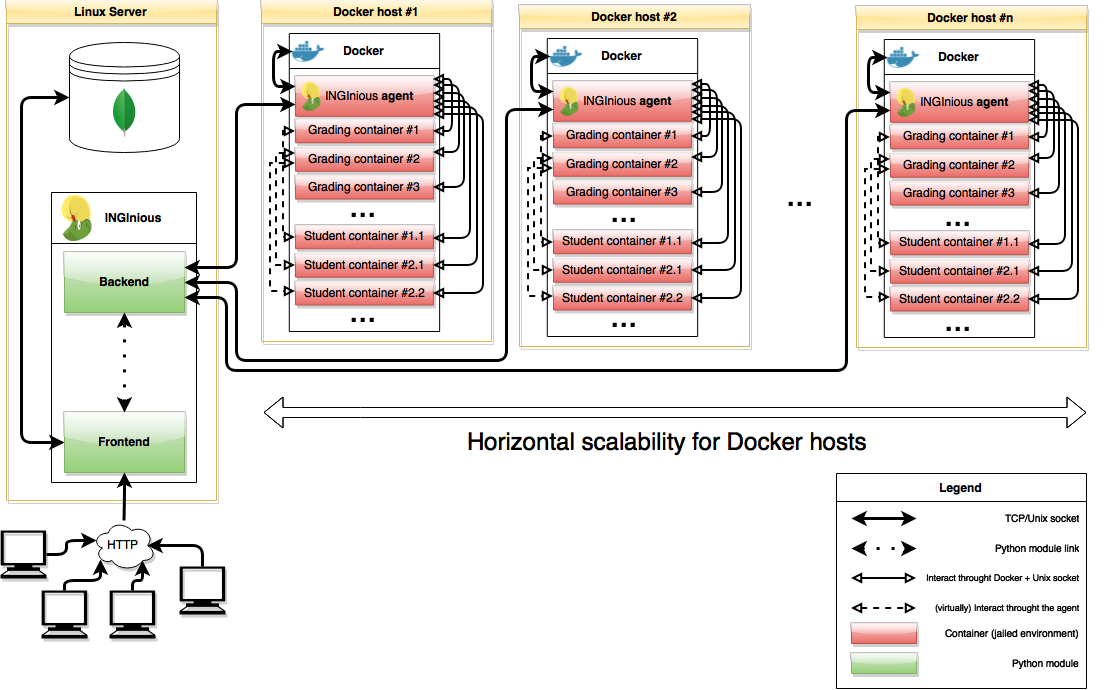 Linux Server
INGInious
Backend
Frontend
HTTP
Docker host #1
Docker
INGInious agent
Grading container #1
Grading container #2
Grading container #3
...
Student container #1.1
Student container #2.1
Student container #2.2
...
Docker host #2
Docker
INGInious agent
Grading container #1
Grading container #2
Grading container #3
...
Student container #1.1
Student container #2.1
Student container #2.2
...
...
Docker host #n
Docker
INGInious agent
Grading container #1
Grading container #2
Grading container #3
...
Student container #1.1
Student container #2.1
Student container #2.2
...
Horizontal scalability for Docker hosts
Legend
TCP/Unix socket
Python module link
Interact throught Docker + Unix socket
(virtually) Interact throught the agent
Container (jailed environment)
Python module